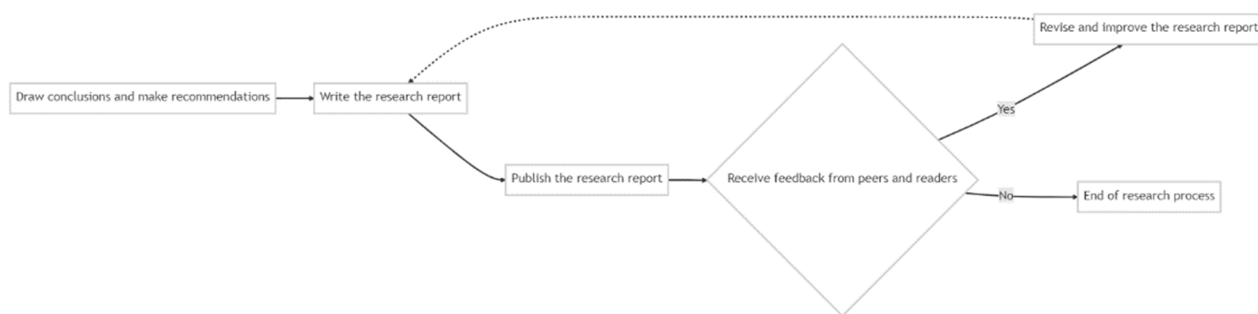 Draw conclusions and make recommendations
Write the research report
Publish the research report
Receive feedback from peers and readers
Yes
Revise and improve the research report
No
End of research process